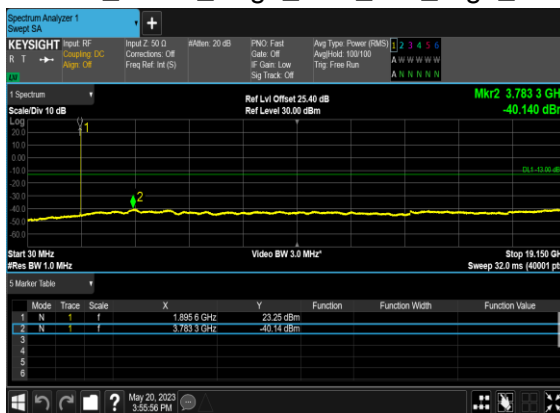 Spectrum Analyzer 1
Swept SA
KEYSIGHT
R T
LU
Input: RF
Coupling: DC
Align: Off
Input Z: 50 Ω
Corrections: Off
Freq Ref: Int (S)
#Atten: 20 dB
PNO: Fast
Gate: Off
IF Gain: Low
Sig Track: Off
Avg Type: Power (RMS)
Avg|Hold: 100/100
Trig: Free Run
1 2 3 4 5 6
A W W W W W
A N N N N N
1 Spectrum
Scale/Div 10 dB
Ref Lvl Offset 25.40 dB
Ref Level 30.00 dBm
Mkr2 3.783 3 GH
-40.140 dBr
Log
20.0
10.0
0.00
-10.0
-20.0
-30.0
-40.0
-50.0
-60.0
1
2
DL1 -13.00 dB
Start 30 MHz
#Res BW 1.0 MHz
Video BW 3.0 MHz*
Stop 19.150 GH
Sweep 32.0 ms (40001 pt
5 Marker Table
Mode Trace Scale X Y Function Function Width Function Value
1 N 1 f 1.895 6 GHz 23.25 dBm
2 N 1 f 3.783 3 GHz -40.14 dBm
3
4
5
6
?
May 20, 2023
3:55:56 PM